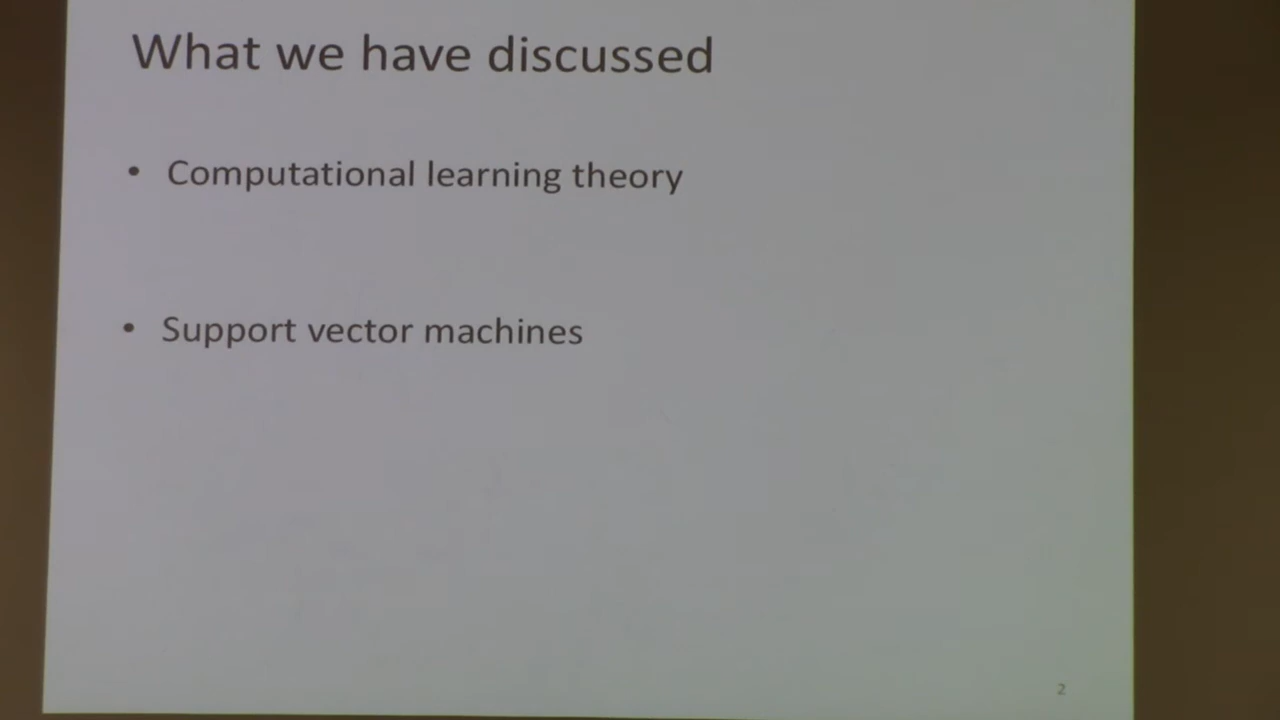 What we have discussed
• Computational learning theory
• Support vector machines
2